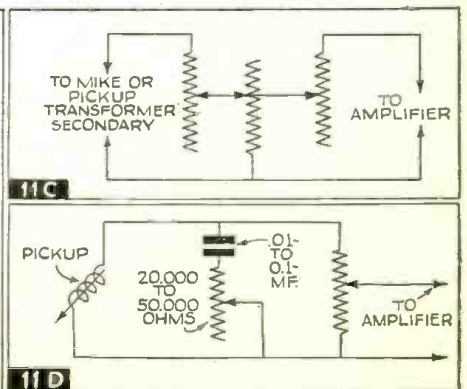 TO MIKE OR
PICKUP
TRANSFORMER
SECONDARY
TO
AMPLIFIER
11C
PICKUP
20,000
TO
50,000
OHMS
.01-
TO
0.1-
MF.
TO
AMPLIFIER
11D